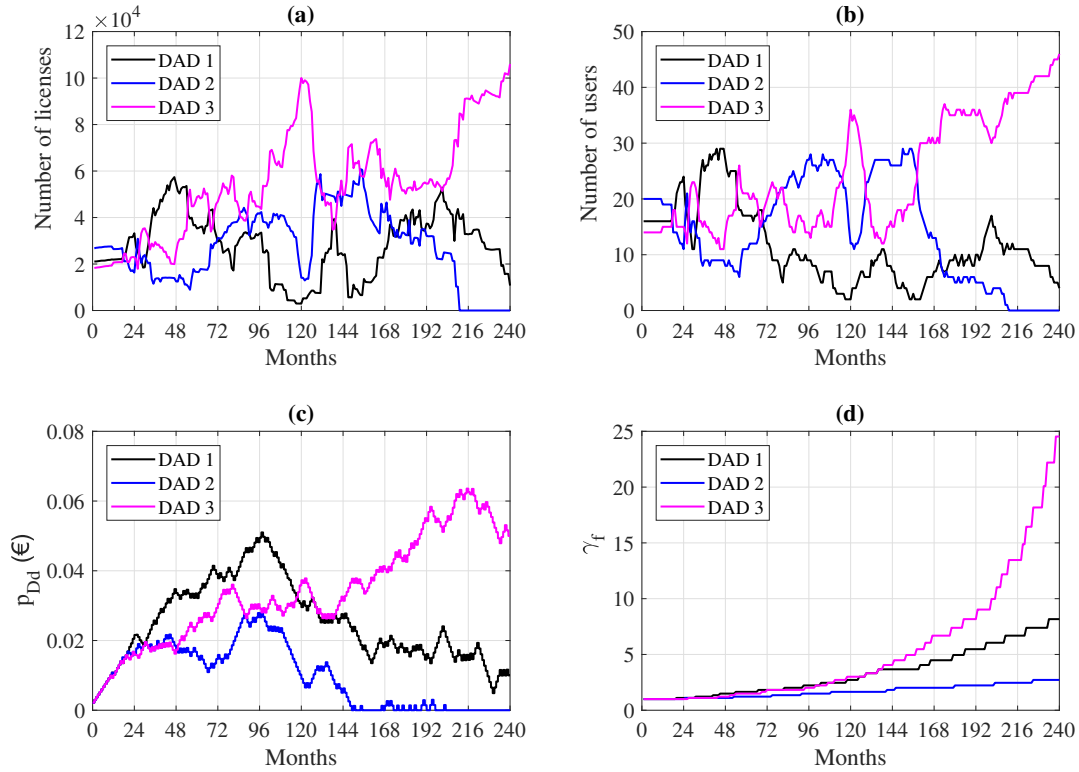 (a)
×10⁴
Number of licenses
12
10
8
6
4
2
0
DAD 1
DAD 2
DAD 3
0 24 48 72 96 120 144 168 192 216 240
Months
(b)
Number of users
50
40
30
20
10
0
DAD 1
DAD 2
DAD 3
0 24 48 72 96 120 144 168 192 216 240
Months
(c)
p_Dd (€)
0.08
0.06
0.04
0.02
0
DAD 1
DAD 2
DAD 3
0 24 48 72 96 120 144 168 192 216 240
Months
(d)
γ_f
25
20
15
10
5
0
DAD 1
DAD 2
DAD 3
0 24 48 72 96 120 144 168 192 216 240
Months